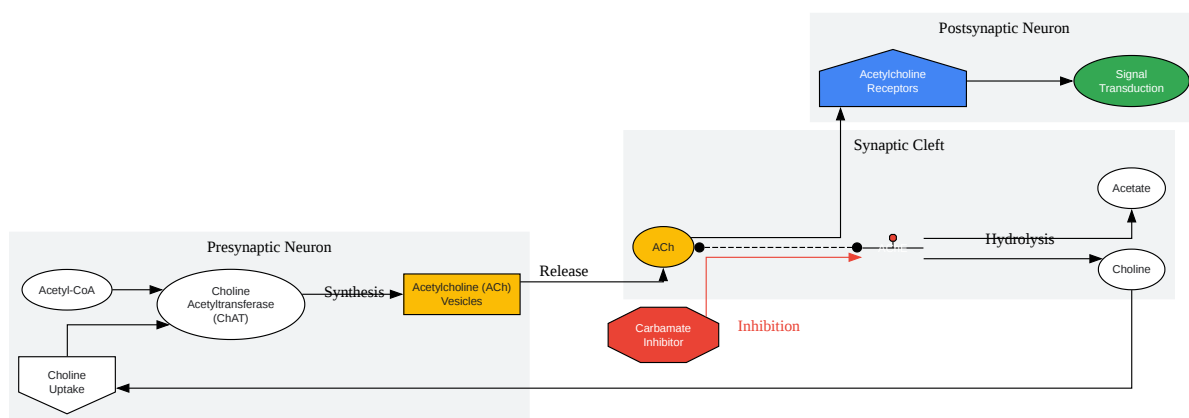 Postsynaptic Neuron
Acetylcholine
Receptors
Signal
Transduction
Synaptic Cleft
Acetate
ACh
Hydrolysis
Choline
Presynaptic Neuron
Acetyl-CoA
Choline
Acetyltransferase
(ChAT)
Synthesis
Acetylcholine (ACh)
Vesicles
Release
Carbamate
Inhibitor
Inhibition
Choline
Uptake